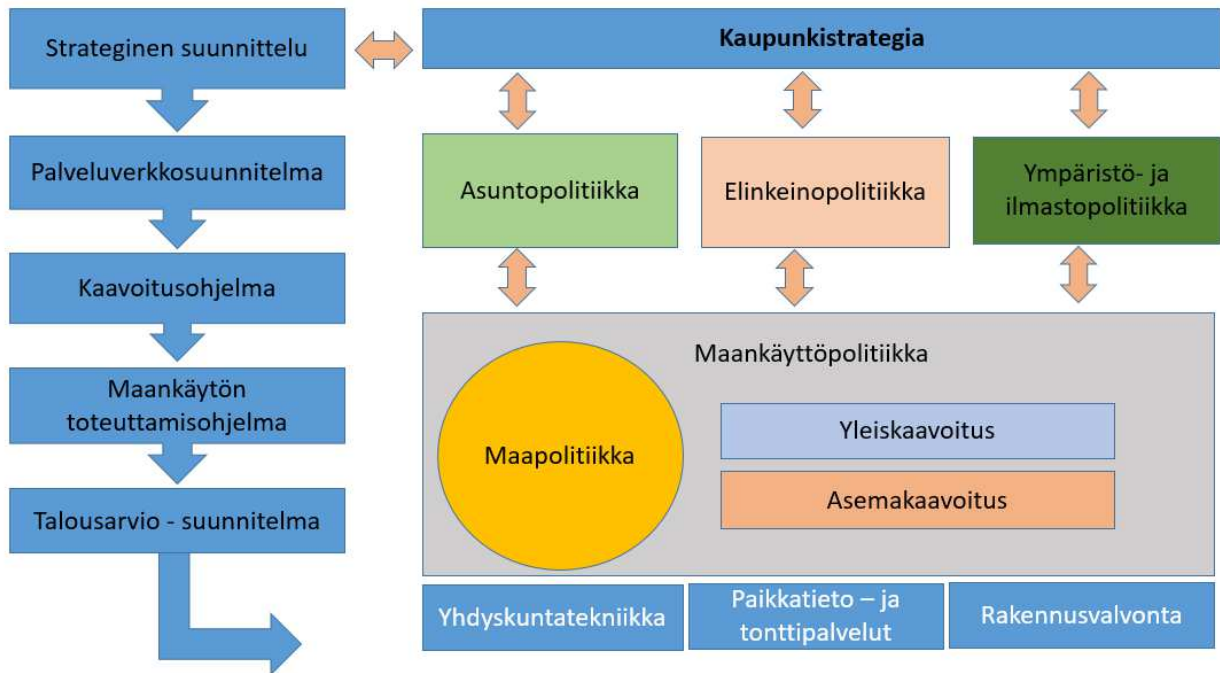 Strateginen suunnittelu
Palveluverkkosuunnitelma
Kaavoitusohjelma
Maankäytön
toteuttamisohjelma
Talousarvio - suunnitelma
Kaupunkistrategia
Asuntopolitiikka
Elinkeinopolitiikka
Ympäristö- ja
ilmastopolitiikka
Maankäyttöpolitiikka
Maapolitiikka
Yleiskaavoitus
Asemakaavoitus
Yhdyskuntatekniikka
Paikkatieto – ja
tonttipalvelut
Rakennusvalvonta